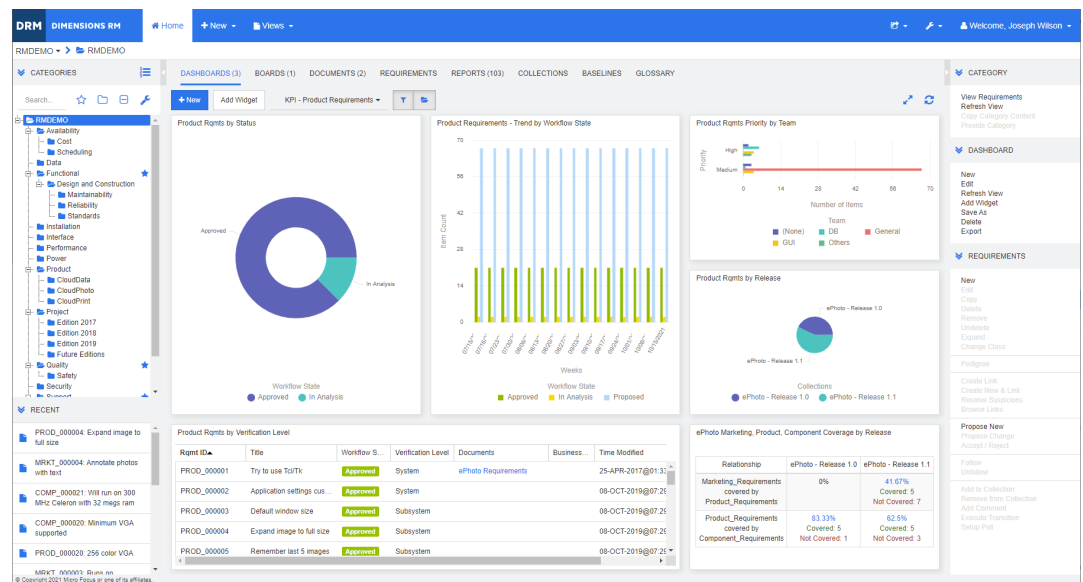 DRM DIMENSIONS RM Home + New Views Welcome, Joseph Wilson
RMDEMO > RMDEMO
CATEGORIES
Search...
RMDEMO
Availability
Cost
Scheduling
Data
Functional
Design and Construction
Maintainability
Reliability
Standards
Installation
Interface
Performance
Power
Product
CloudData
CloudPhoto
CloudPrint
Project
Edition 2017
Edition 2018
Edition 2019
Future Editions
Quality
Safety
Security
Support
RECENT
PROD_000004: Expand image to
full size
MRKT_000004: Annotate photos
with text
COMP_000021: Will run on 300
MHz Celeron with 32 megs ram
COMP_000020: Minimum VGA
supported
PROD_000020: 256 color VGA
MRKT_000003: Runs on
© Copyright 2021 Micro Focus or one of its affiliates.
DASHBOARDS (3) BOARDS (1) DOCUMENTS (2) REQUIREMENTS REPORTS (103) COLLECTIONS BASELINES GLOSSARY
+ New Add Widget KPI - Product Requirements
Product Rqmts by Status
Approved
In Analysis
Workflow State
Approved In Analysis
Product Requirements - Trend by Workflow State
70
56
42
28
14
0
Item Count
10/15/2021
Weeks
Workflow State
Approved In Analysis Proposed
Product Rqmts Priority by Team
Priority
High
Medium
0 14 28 42 56 70
Number of Items
Team
(None) DB General
GUI Others
Product Rqmts by Release
ePhoto - Release 1.0
ePhoto - Release 1.1
Collections
ePhoto - Release 1.0 ePhoto - Release 1.1
Product Rqmts by Verification Level
Rqmt ID Title Workflow S... Verification Level Documents Business... Time Modified
PROD_000001 Try to use Tcl/Tk Approved System ePhoto Requirements 25-APR-2017@01:33
PROD_000002 Application settings cus... Approved System 08-OCT-2019@07:29
PROD_000003 Default window size Approved Subsystem 08-OCT-2019@07:29
PROD_000004 Expand image to full size Approved Subsystem 08-OCT-2019@07:29
PROD_000005 Remember last 5 images Approved Subsystem 08-OCT-2019@07:29
ePhoto Marketing, Product, Component Coverage by Release
Relationship ePhoto - Release 1.0 ePhoto - Release 1.1
Marketing_Requirements
covered by
Product_Requirements
0%
41.67%
Covered: 5
Not Covered: 7
Product_Requirements
covered by
Component_Requirements
83.33%
Covered: 5
Not Covered: 1
62.5%
Covered: 5
Not Covered: 3
CATEGORY
View Requirements
Refresh View
Copy Category Content
Provide Category
DASHBOARD
New
Edit
Refresh View
Add Widget
Save As
Delete
Export
REQUIREMENTS
New
Edit
Copy
Delete
Remove
Undelete
Expand
Change Class
Pedigree
Create Link
Create New & Link
Resolve Suspicions
Browse Links
Propose New
Propose Change
Accept / Reject
Follow
Unfollow
Add to Collection
Remove from Collection
Add Comment
Execute Transition
Setup Poll